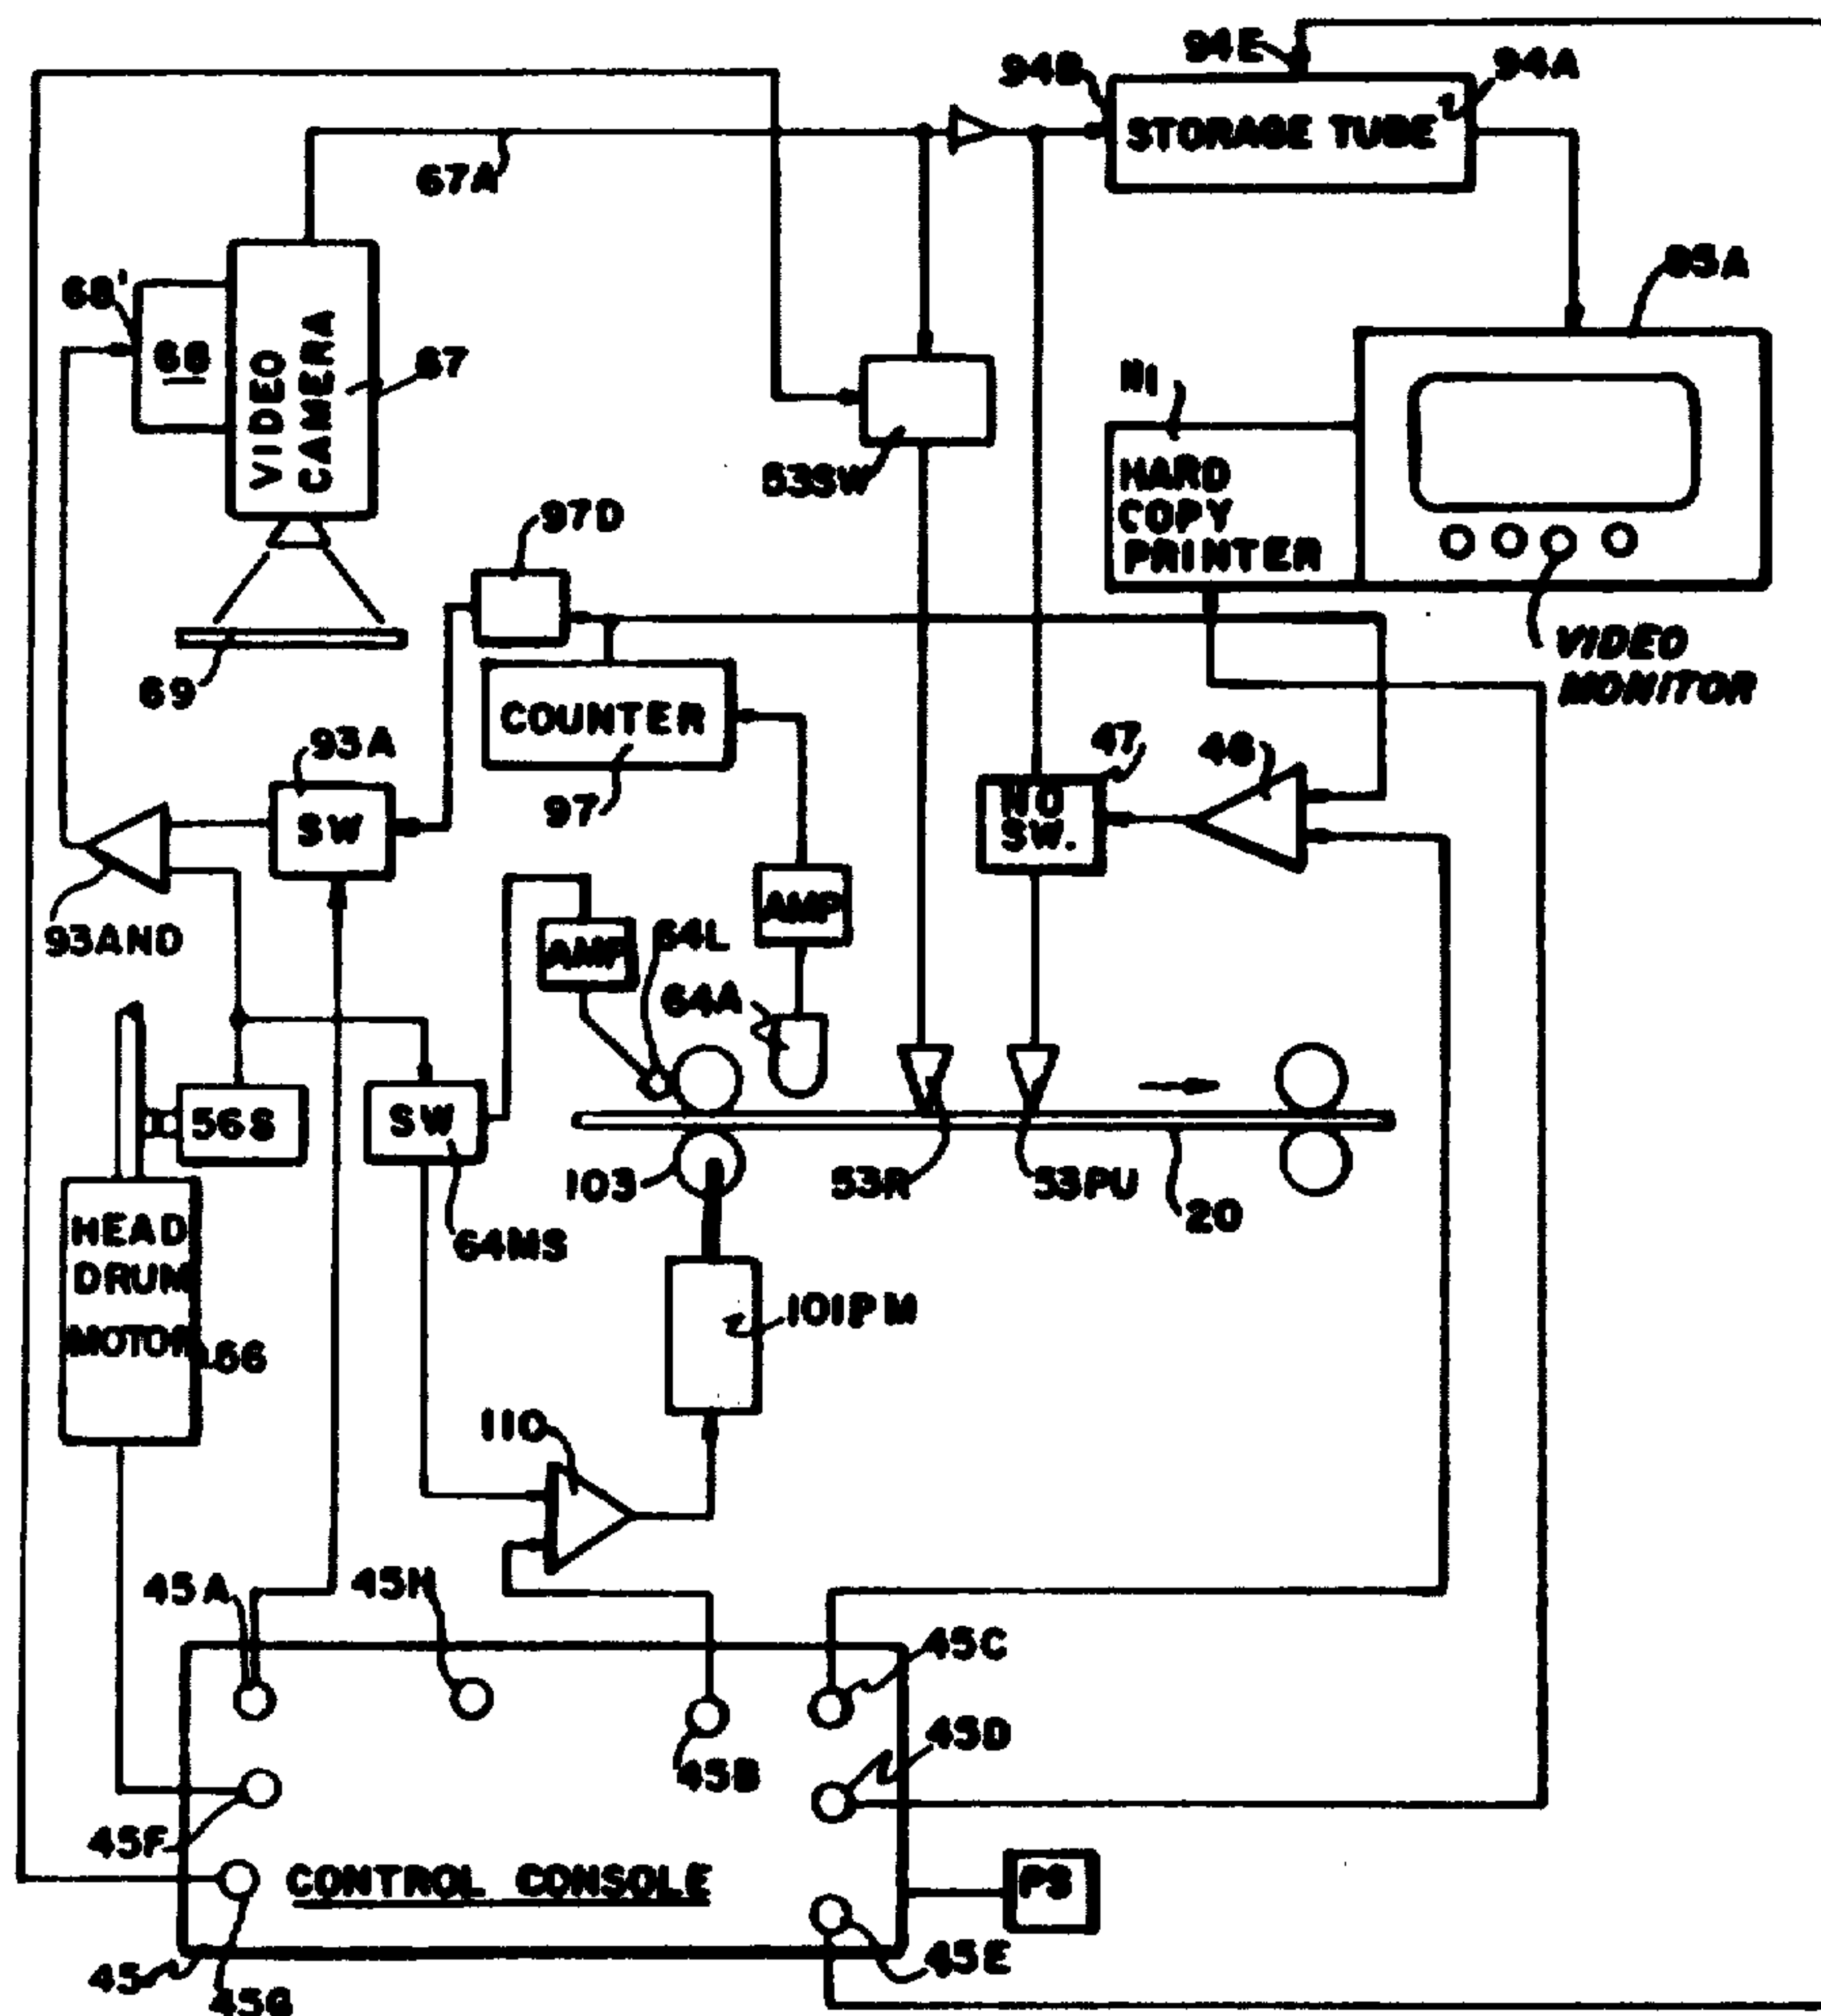 94E
94B
94A
STORAGE TUBE
67A
68'
68
VIDEO
CAMERA
67
85A
53SW
HARD
COPY
PRINTER
97D
VIDEO
MONITOR
69
COUNTER
93A
97
SW
47
46
NO
SW.
AMP
93AND
AMP
64L
64A
56S
SW
103
53R
53PU
20
HEAD
DRUM
MOTOR
64MS
101PM
110
45A
45H
45C
45D
45B
45F
CONTROL CONSOLE
PS
45
45E
45G